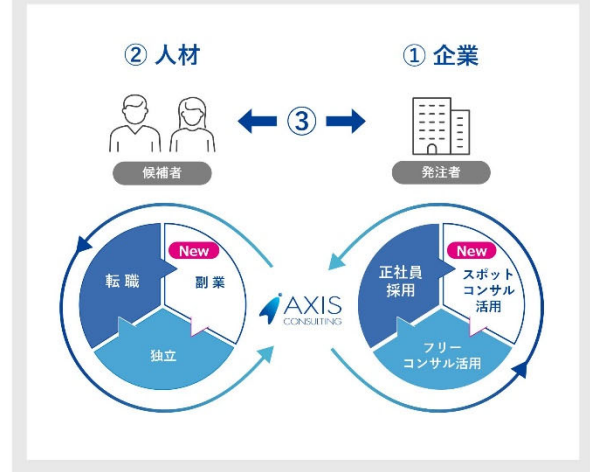 ② 人材
① 企業
③
候補者
発注者
New
転職
副業
独立
AXIS
CONSULTING
正社員
採用
New
スポット
コンサル
活用
フリー
コンサル活用